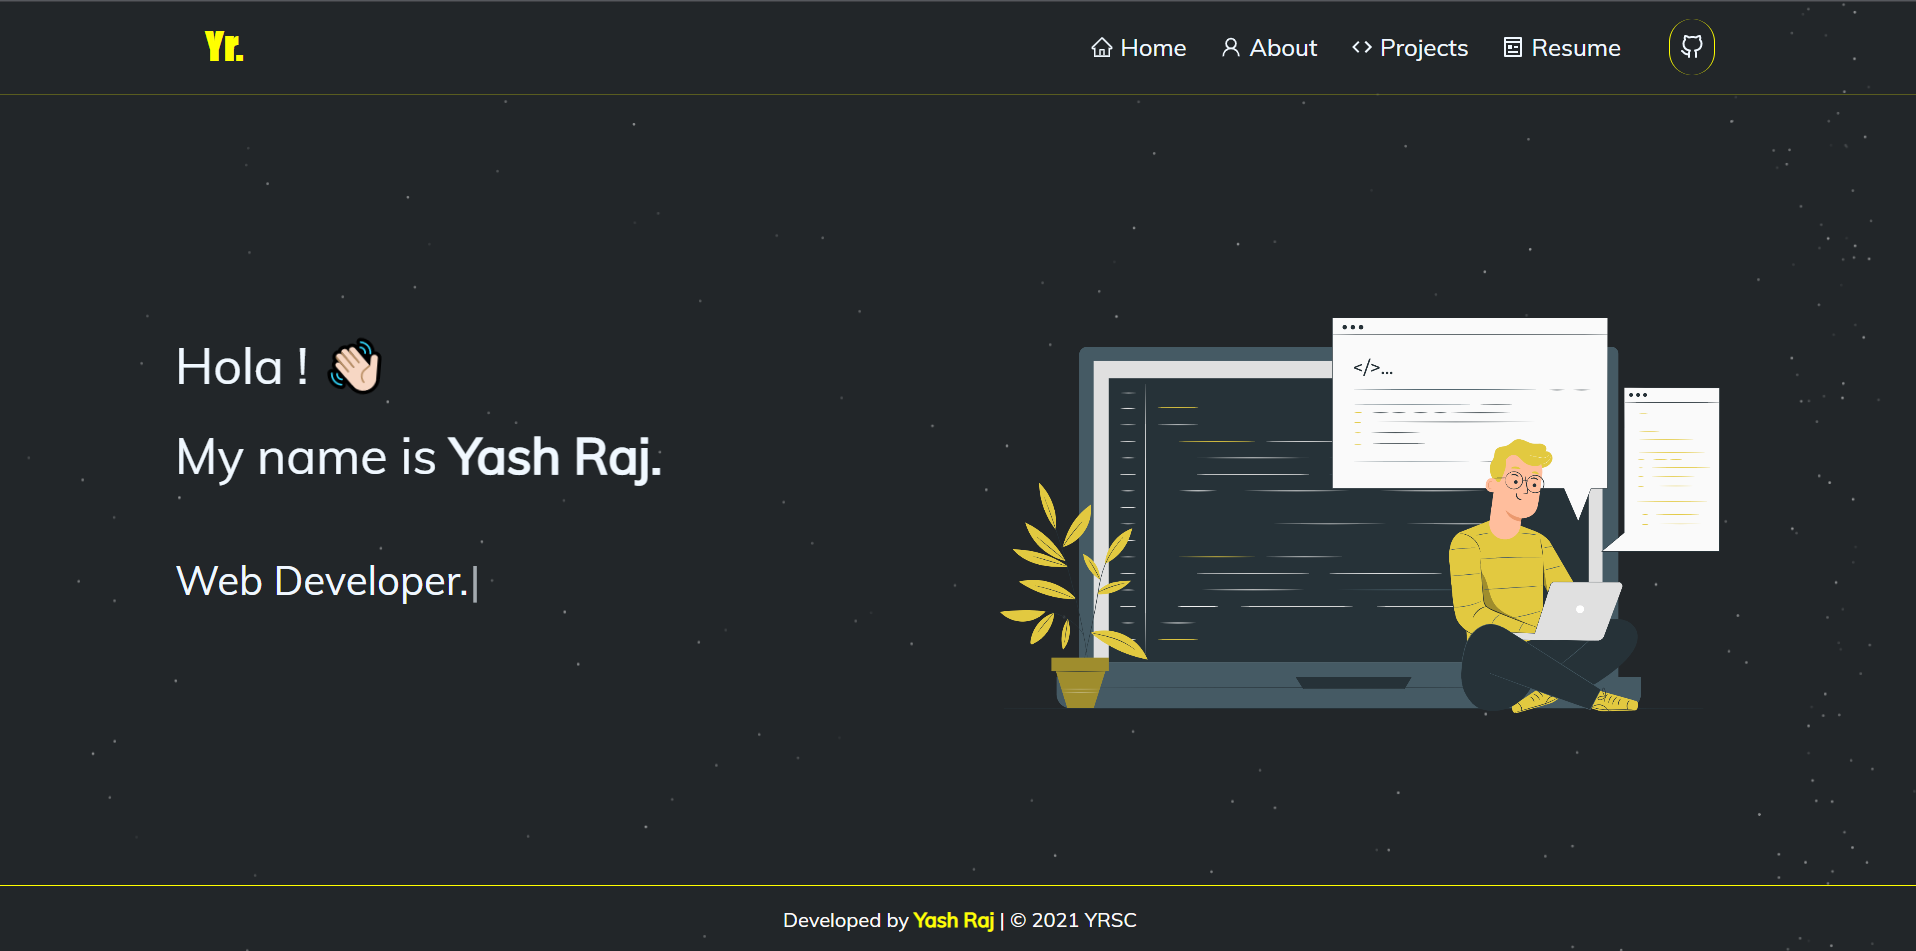 Yr.
Home About Projects Resume
Hola ! 👋🏻
My name is Yash Raj.
Web Developer.|
</>...
Developed by Yash Raj | © 2021 YRSC